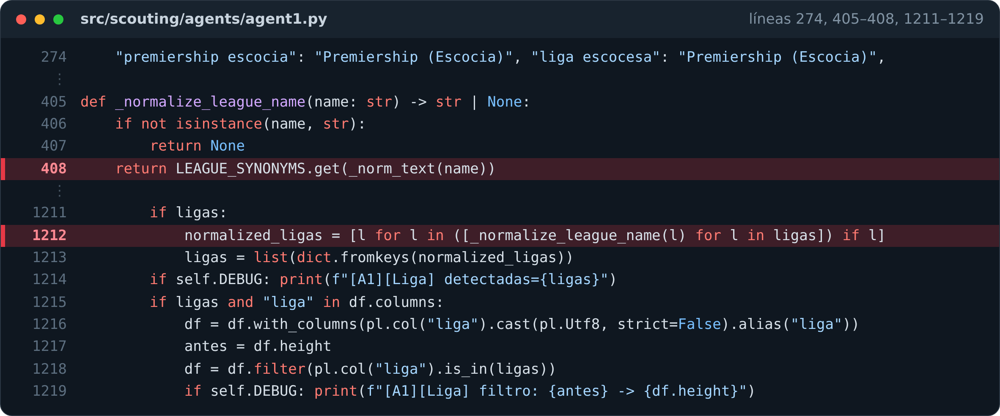 src/scouting/agents/agent1.py
líneas 274, 405–408, 1211–1219
274     "premiership escocia": "Premiership (Escocia)", "liga escocesa": "Premiership (Escocia)",
⋮
405 def _normalize_league_name(name: str) -> str | None:
406     if not isinstance(name, str):
407         return None
408     return LEAGUE_SYNONYMS.get(_norm_text(name))
⋮
1211         if ligas:
1212             normalized_ligas = [l for l in ([_normalize_league_name(l) for l in ligas]) if l]
1213             ligas = list(dict.fromkeys(normalized_ligas))
1214         if self.DEBUG: print(f"[A1][Liga] detectadas={ligas}")
1215         if ligas and "liga" in df.columns:
1216             df = df.with_columns(pl.col("liga").cast(pl.Utf8, strict=False).alias("liga"))
1217             antes = df.height
1218             df = df.filter(pl.col("liga").is_in(ligas))
1219             if self.DEBUG: print(f"[A1][Liga] filtro: {antes} -> {df.height}")